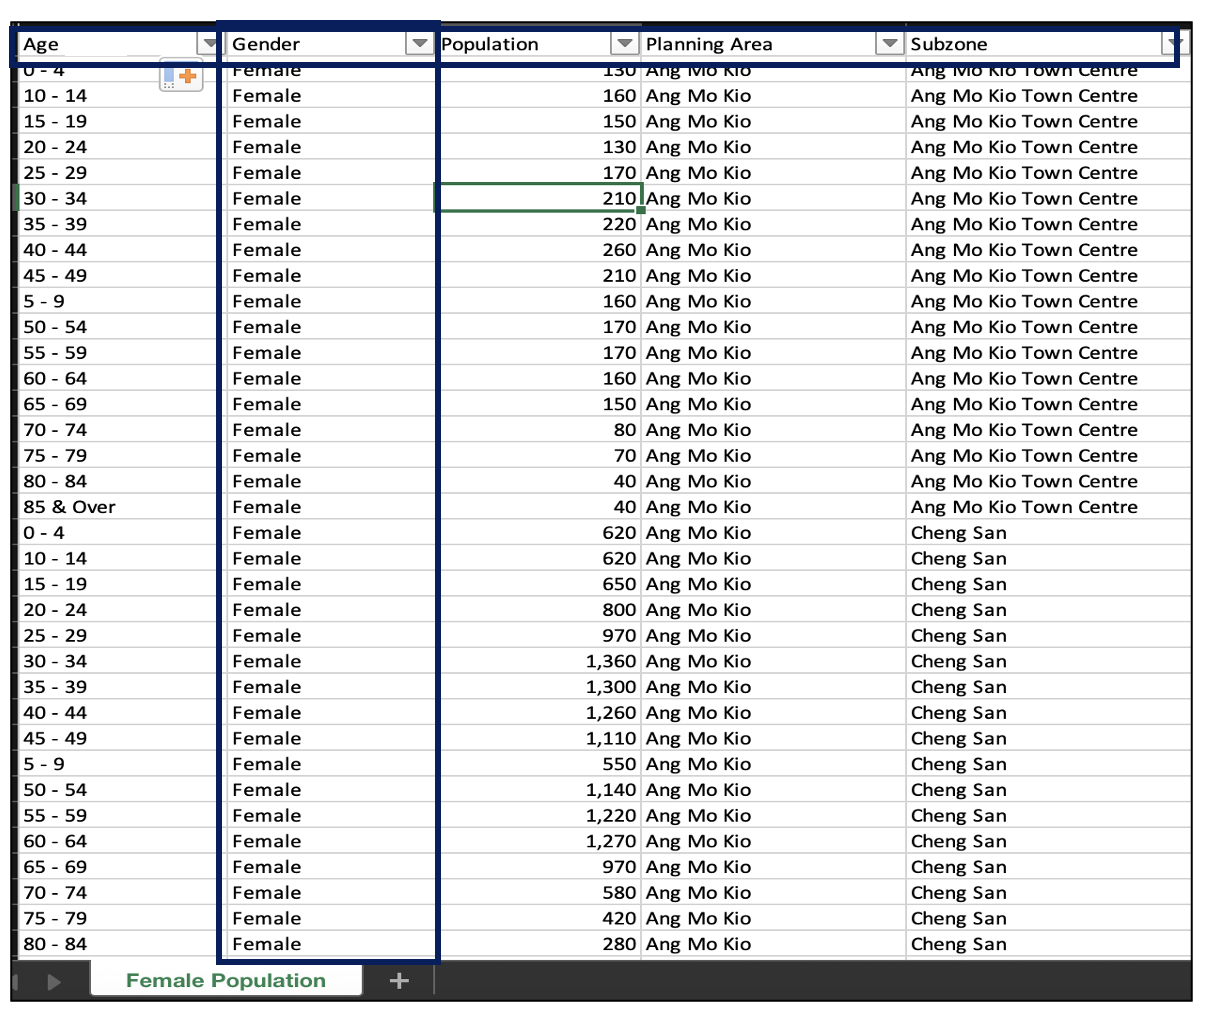 Age Gender Population Planning Area Subzone
0 - 4 Female 130 Ang Mo Kio Ang Mo Kio Town Centre
10 - 14 Female 160 Ang Mo Kio Ang Mo Kio Town Centre
15 - 19 Female 150 Ang Mo Kio Ang Mo Kio Town Centre
20 - 24 Female 130 Ang Mo Kio Ang Mo Kio Town Centre
25 - 29 Female 170 Ang Mo Kio Ang Mo Kio Town Centre
30 - 34 Female 210 Ang Mo Kio Ang Mo Kio Town Centre
35 - 39 Female 220 Ang Mo Kio Ang Mo Kio Town Centre
40 - 44 Female 260 Ang Mo Kio Ang Mo Kio Town Centre
45 - 49 Female 210 Ang Mo Kio Ang Mo Kio Town Centre
5 - 9 Female 160 Ang Mo Kio Ang Mo Kio Town Centre
50 - 54 Female 170 Ang Mo Kio Ang Mo Kio Town Centre
55 - 59 Female 170 Ang Mo Kio Ang Mo Kio Town Centre
60 - 64 Female 160 Ang Mo Kio Ang Mo Kio Town Centre
65 - 69 Female 150 Ang Mo Kio Ang Mo Kio Town Centre
70 - 74 Female 80 Ang Mo Kio Ang Mo Kio Town Centre
75 - 79 Female 70 Ang Mo Kio Ang Mo Kio Town Centre
80 - 84 Female 40 Ang Mo Kio Ang Mo Kio Town Centre
85 & Over Female 40 Ang Mo Kio Ang Mo Kio Town Centre
0 - 4 Female 620 Ang Mo Kio Cheng San
10 - 14 Female 620 Ang Mo Kio Cheng San
15 - 19 Female 650 Ang Mo Kio Cheng San
20 - 24 Female 800 Ang Mo Kio Cheng San
25 - 29 Female 970 Ang Mo Kio Cheng San
30 - 34 Female 1,360 Ang Mo Kio Cheng San
35 - 39 Female 1,300 Ang Mo Kio Cheng San
40 - 44 Female 1,260 Ang Mo Kio Cheng San
45 - 49 Female 1,110 Ang Mo Kio Cheng San
5 - 9 Female 550 Ang Mo Kio Cheng San
50 - 54 Female 1,140 Ang Mo Kio Cheng San
55 - 59 Female 1,220 Ang Mo Kio Cheng San
60 - 64 Female 1,270 Ang Mo Kio Cheng San
65 - 69 Female 970 Ang Mo Kio Cheng San
70 - 74 Female 580 Ang Mo Kio Cheng San
75 - 79 Female 420 Ang Mo Kio Cheng San
80 - 84 Female 280 Ang Mo Kio Cheng San
Female Population +